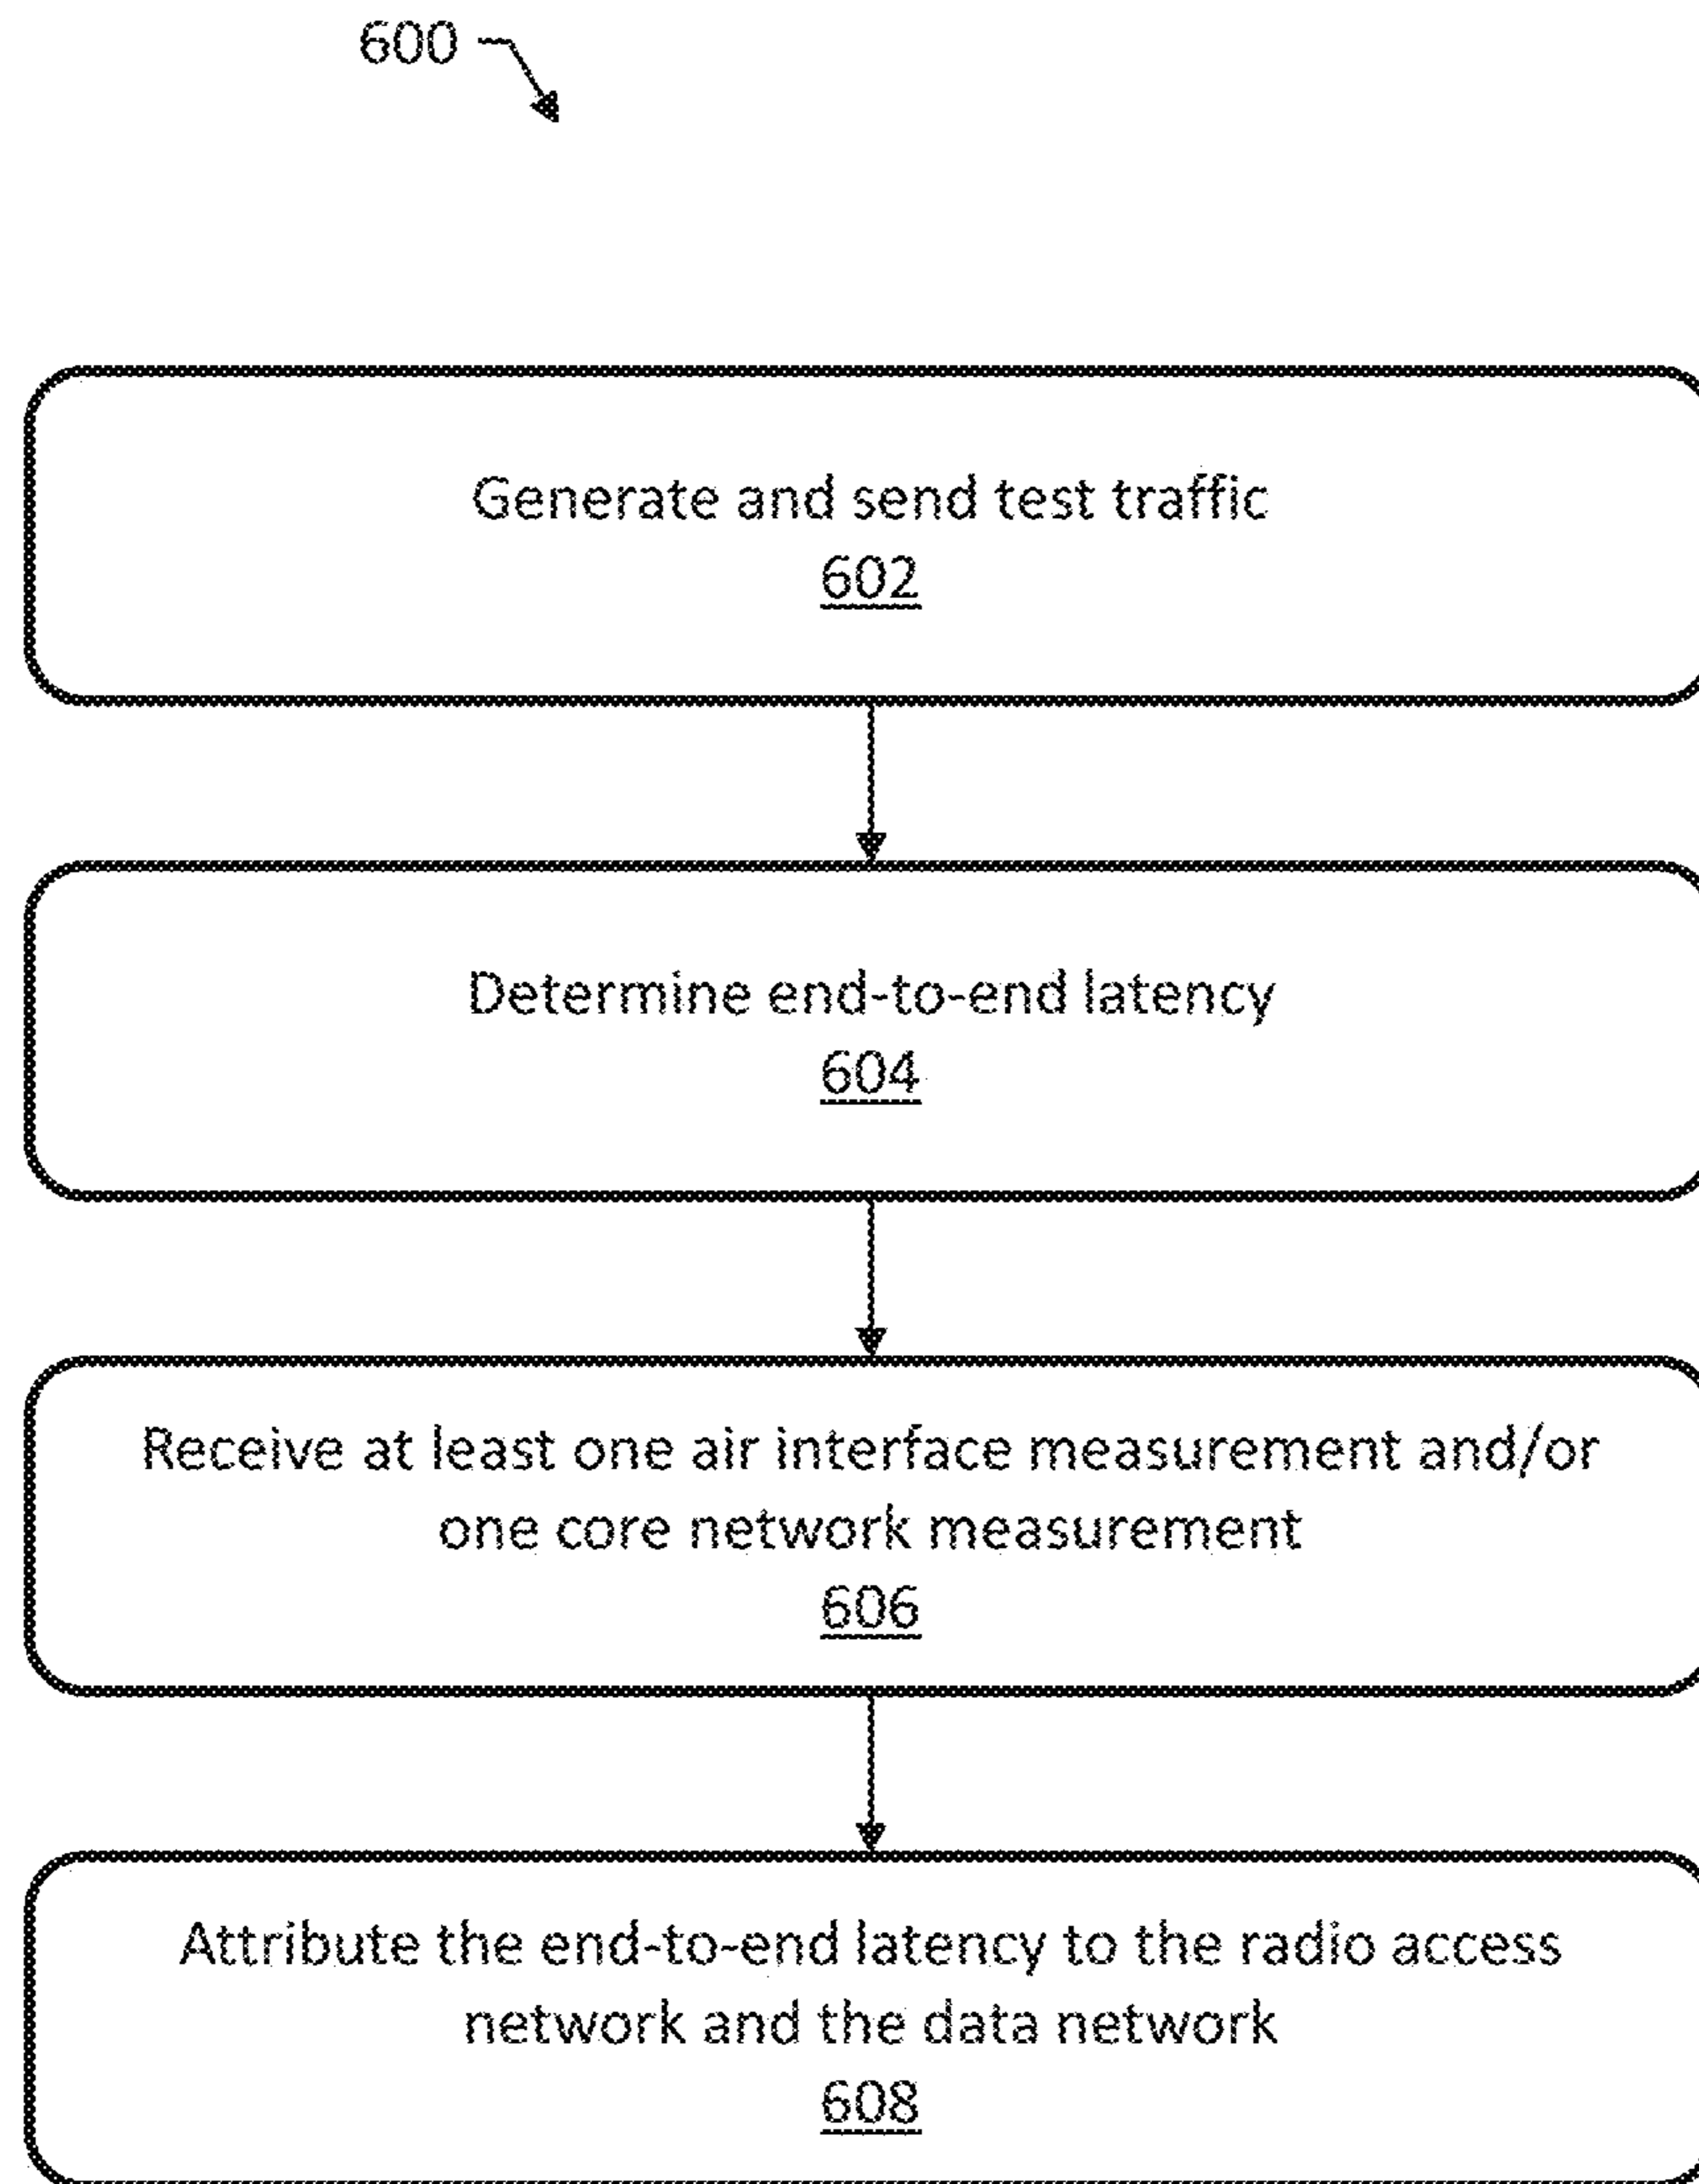 600
Generate and send test traffic
602
Determine end-to-end latency
604
Receive at least one air interface measurement and/or
one core network measurement
606
Attribute the end-to-end latency to the radio access
network and the data network
608